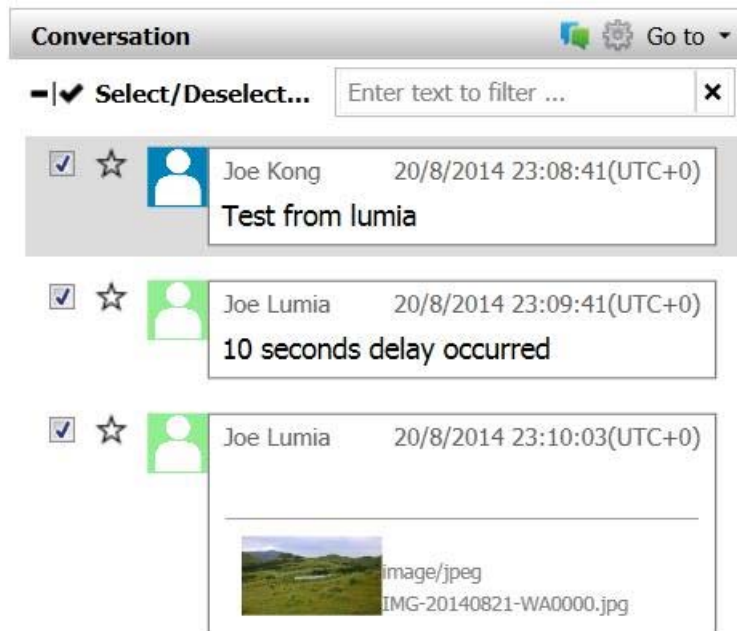 Conversation Go to
Select/Deselect... Enter text to filter ...
Joe Kong 20/8/2014 23:08:41(UTC+0)
Test from lumia
Joe Lumia 20/8/2014 23:09:41(UTC+0)
10 seconds delay occurred
Joe Lumia 20/8/2014 23:10:03(UTC+0)
image/jpeg
IMG-20140821-WA0000.jpg